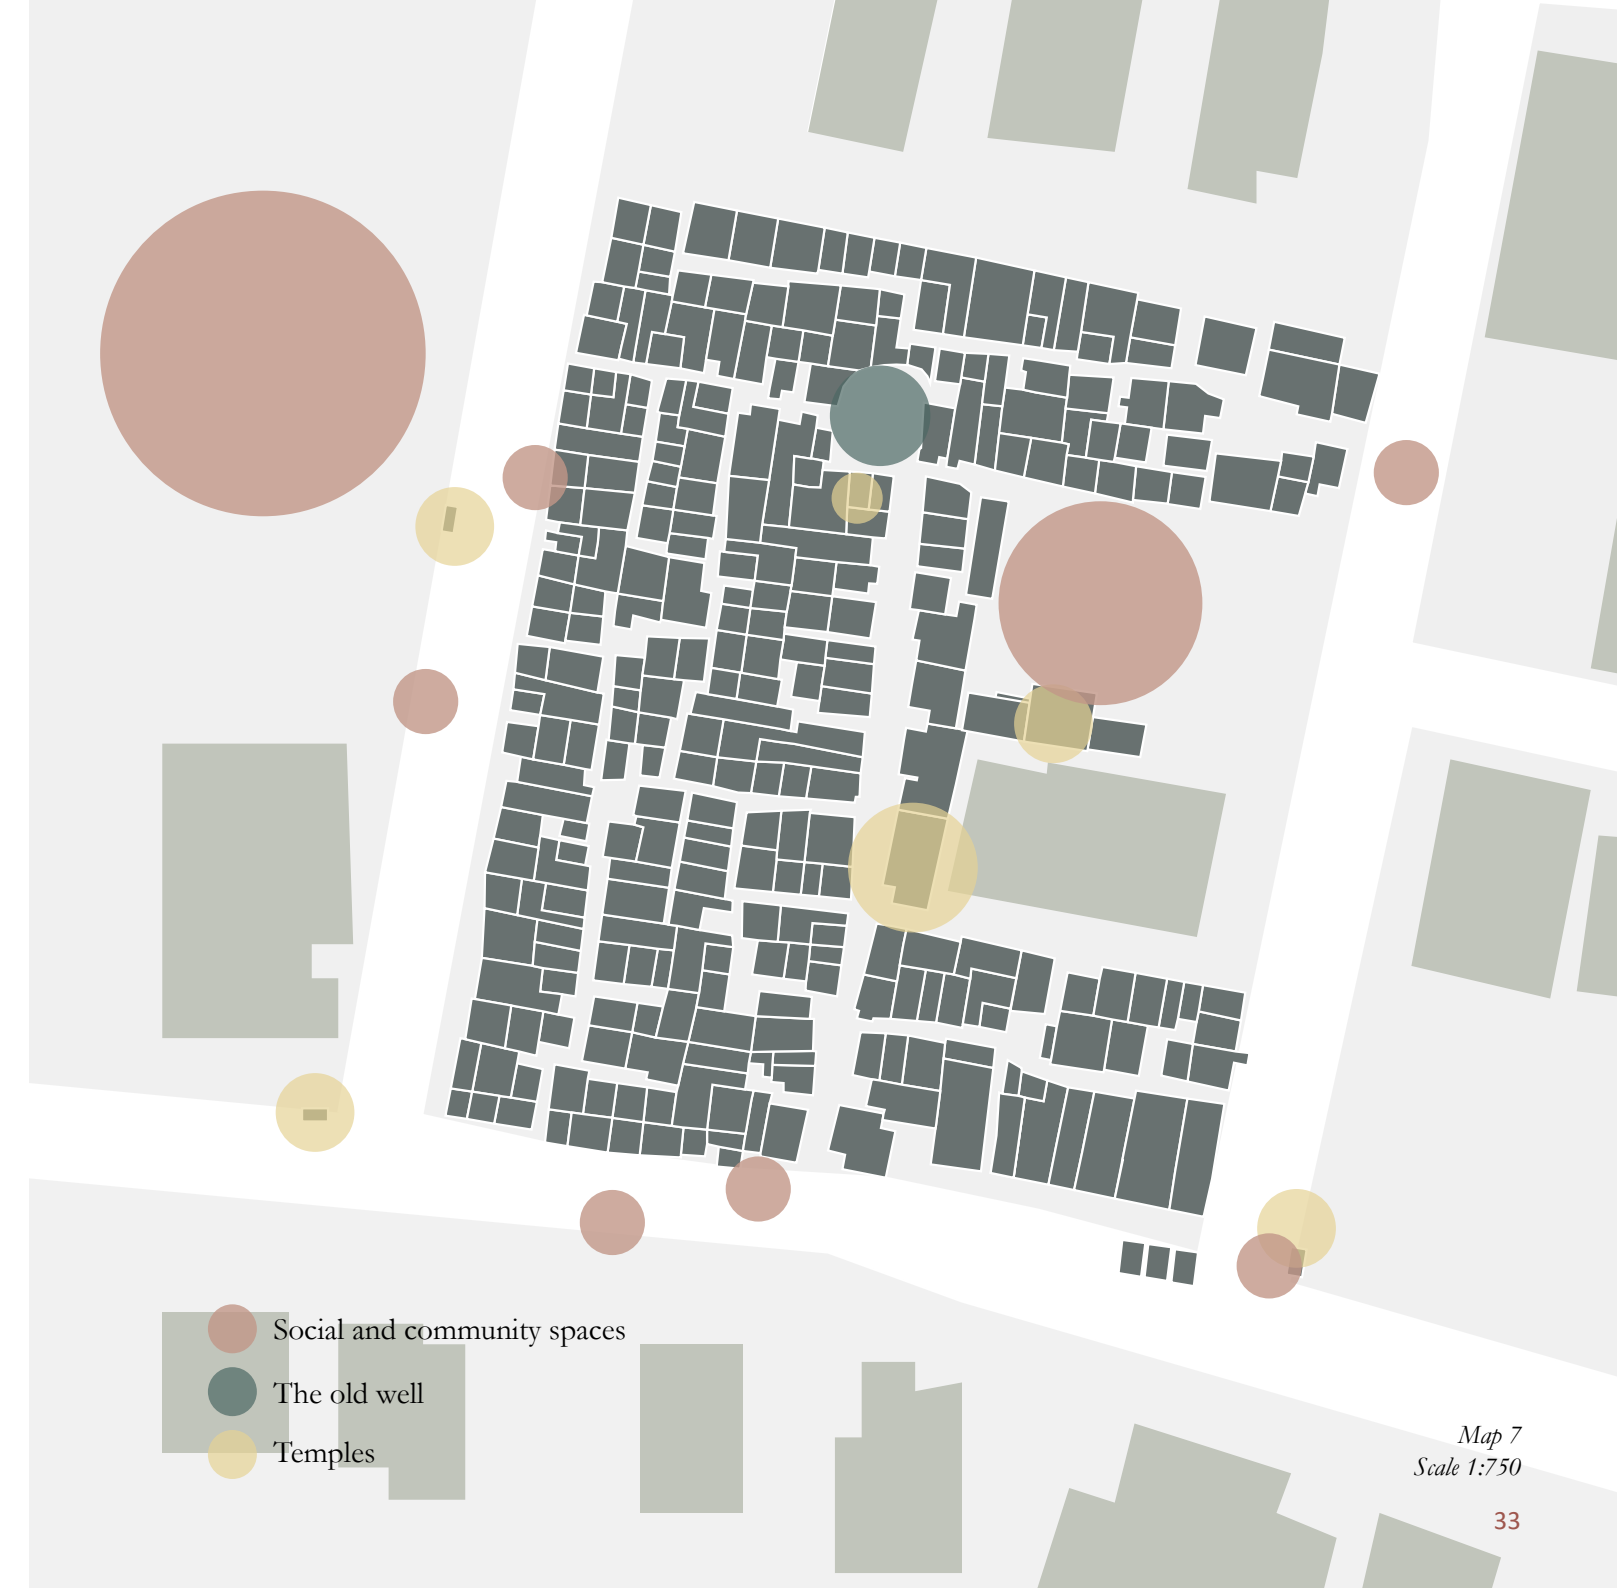 Social and community spaces
The old well
Temples
Map 7
Scale 1:750
33